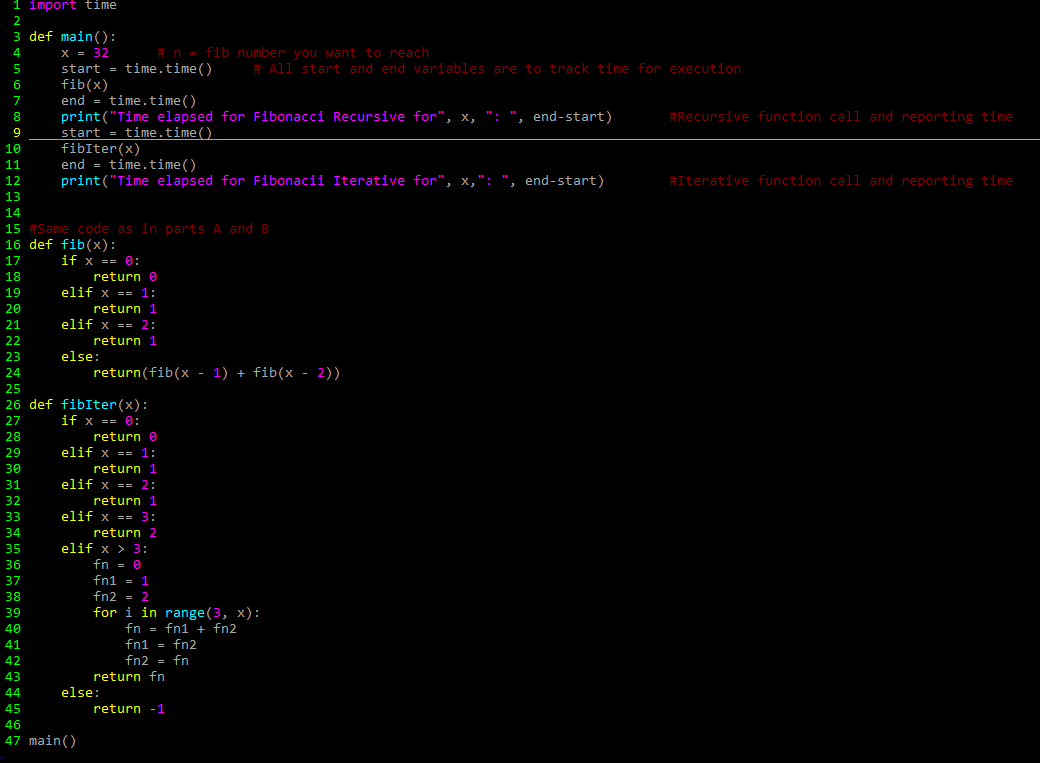 1 import time
2
3 def main():
4     x = 32      # n = fib number you want to reach
5     start = time.time()     # All start and end variables are to track time for execution
6     fib(x)
7     end = time.time()
8     print("Time elapsed for Fibonacci Recursive for", x, ": ", end-start)       #Recursive function call and reporting time
9     start = time.time()
10     fibIter(x)
11     end = time.time()
12     print("Time elapsed for Fibonacii Iterative for", x,": ", end-start)        #Iterative function call and reporting time
13
14
15 #Same code as in parts A and B
16 def fib(x):
17     if x == 0:
18         return 0
19     elif x == 1:
20         return 1
21     elif x == 2:
22         return 1
23     else:
24         return(fib(x - 1) + fib(x - 2))
25
26 def fibIter(x):
27     if x == 0:
28         return 0
29     elif x == 1:
30         return 1
31     elif x == 2:
32         return 1
33     elif x == 3:
34         return 2
35     elif x > 3:
36         fn = 0
37         fn1 = 1
38         fn2 = 2
39         for i in range(3, x):
40             fn = fn1 + fn2
41             fn1 = fn2
42             fn2 = fn
43         return fn
44     else:
45         return -1
46
47 main()